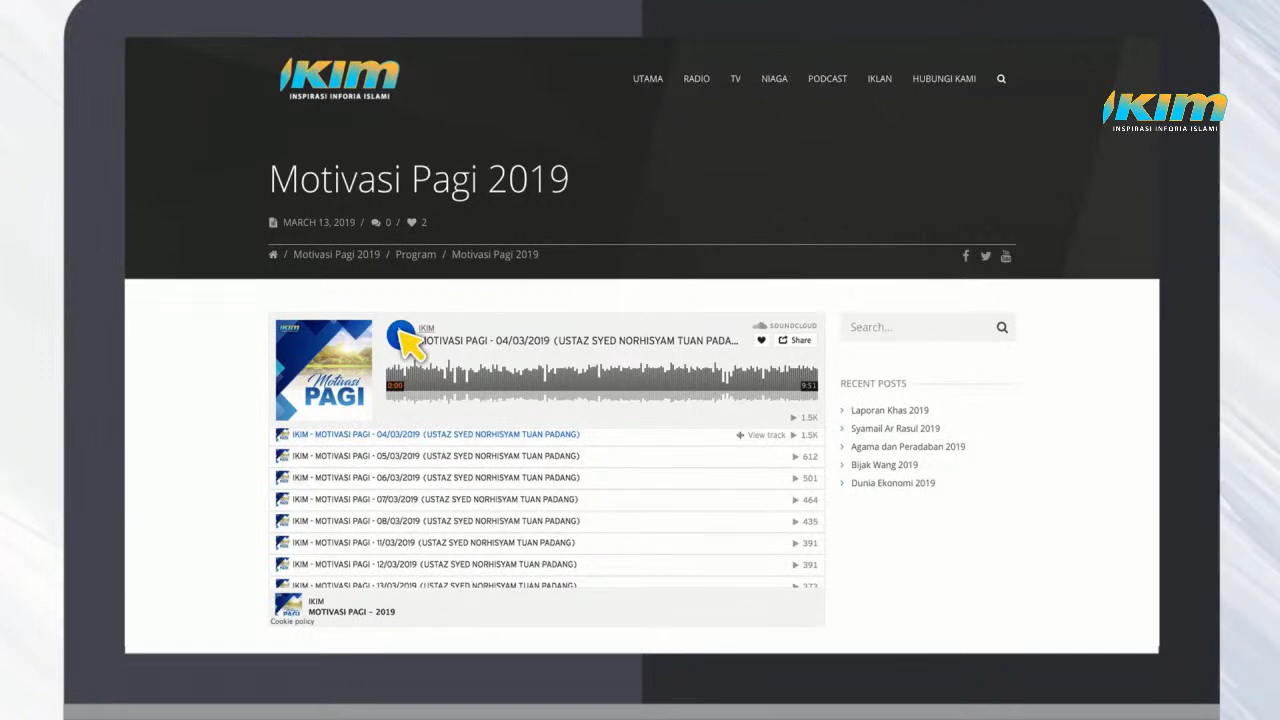 IKIM
INSPIRASI INFORIA ISLAMI
UTAMA RADIO TV NIAGA PODCAST IKLAN HUBUNGI KAMI
IKIM
INSPIRASI INFORIA ISLAMI
Motivasi Pagi 2019
MARCH 13, 2019 / 0 / 2
/ Motivasi Pagi 2019 / Program / Motivasi Pagi 2019
IKIM
Motivasi
PAGI
IKIM
MOTIVASI PAGI - 04/03/2019 (USTAZ SYED NORHISYAM TUAN PADA...
SOUNDCLOUD
Share
0:00
9:51
1.5K
IKIM - MOTIVASI PAGI - 04/03/2019 (USTAZ SYED NORHISYAM TUAN PADANG) View track 1.5K
IKIM - MOTIVASI PAGI - 05/03/2019 (USTAZ SYED NORHISYAM TUAN PADANG) 612
IKIM - MOTIVASI PAGI - 06/03/2019 (USTAZ SYED NORHISYAM TUAN PADANG) 501
IKIM - MOTIVASI PAGI - 07/03/2019 (USTAZ SYED NORHISYAM TUAN PADANG) 464
IKIM - MOTIVASI PAGI - 08/03/2019 (USTAZ SYED NORHISYAM TUAN PADANG) 435
IKIM - MOTIVASI PAGI - 11/03/2019 (USTAZ SYED NORHISYAM TUAN PADANG) 391
IKIM - MOTIVASI PAGI - 12/03/2019 (USTAZ SYED NORHISYAM TUAN PADANG) 391
IKIM - MOTIVASI PAGI - 13/03/2019 (USTAZ SYED NORHISYAM TUAN PADANG) 373
IKIM
MOTIVASI PAGI - 2019
Cookie policy
Search...
RECENT POSTS
Laporan Khas 2019
Syamail Ar Rasul 2019
Agama dan Peradaban 2019
Bijak Wang 2019
Dunia Ekonomi 2019